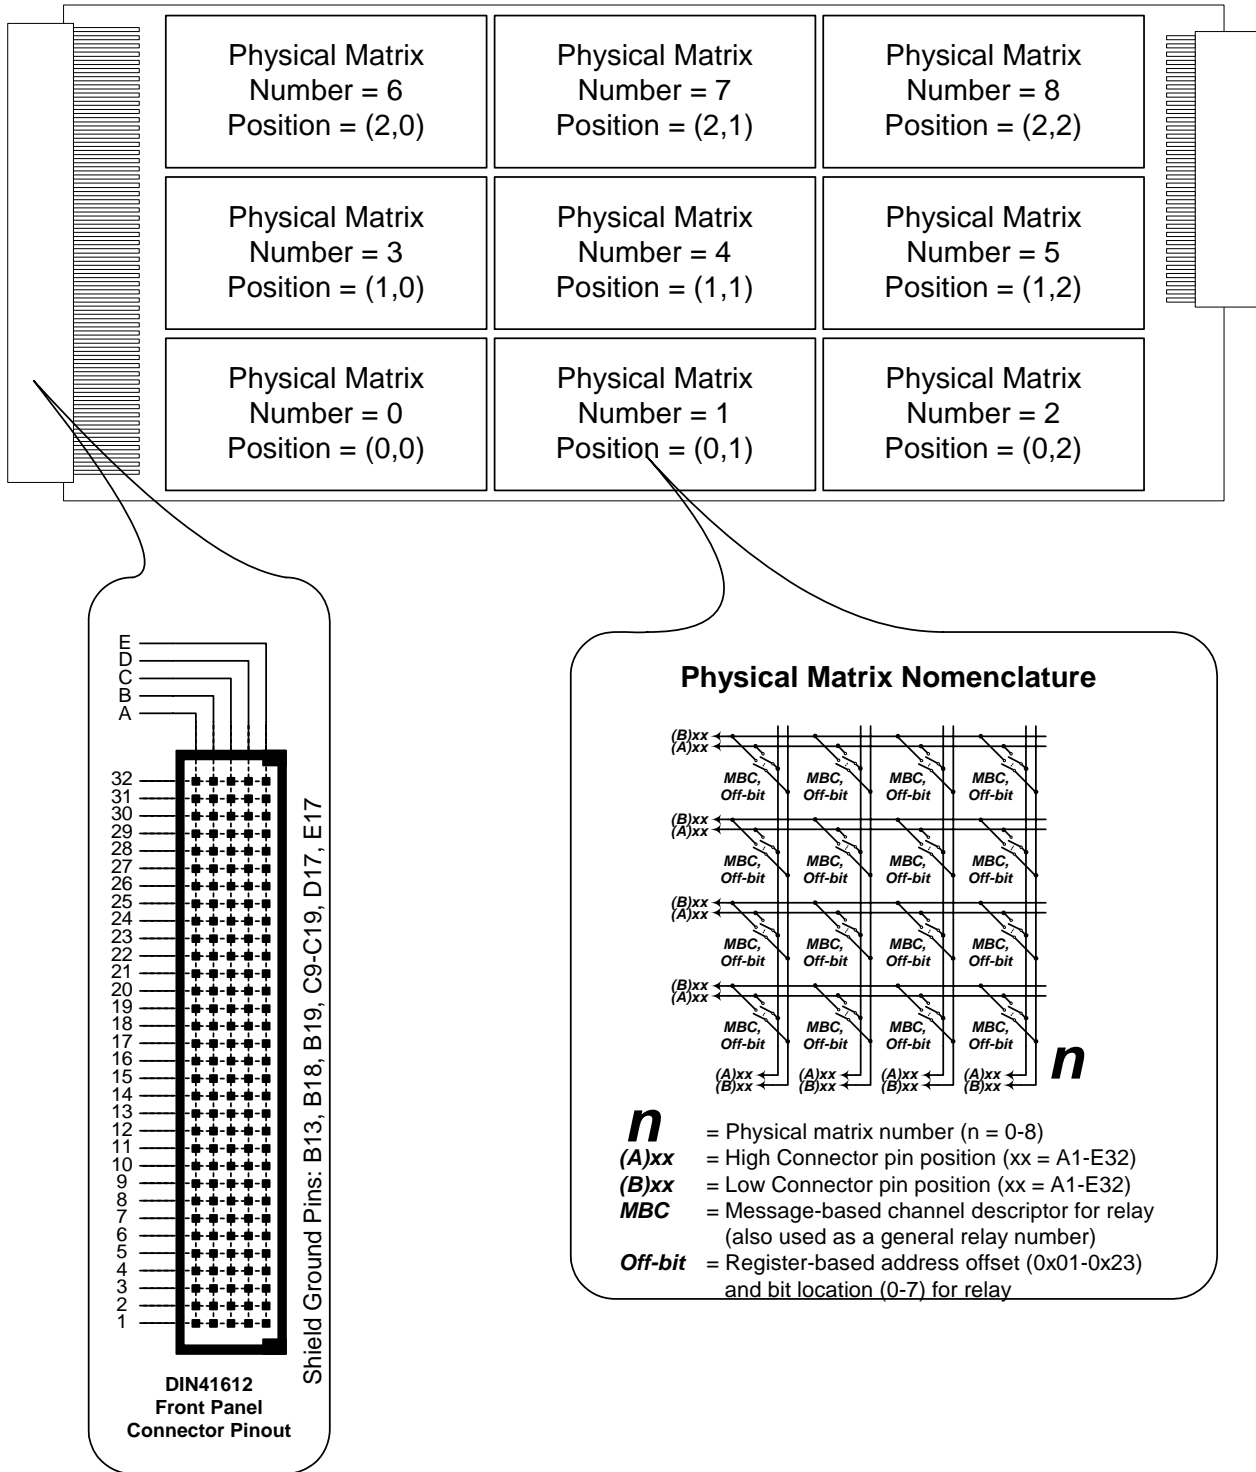 Physical Matrix
Number = 6
Position = (2,0)
Physical Matrix
Number = 7
Position = (2,1)
Physical Matrix
Number = 8
Position = (2,2)
Physical Matrix
Number = 3
Position = (1,0)
Physical Matrix
Number = 4
Position = (1,1)
Physical Matrix
Number = 5
Position = (1,2)
Physical Matrix
Number = 0
Position = (0,0)
Physical Matrix
Number = 1
Position = (0,1)
Physical Matrix
Number = 2
Position = (0,2)
E
D
C
B
A
32
31
30
29
28
27
26
25
24
23
22
21
20
19
18
17
16
15
14
13
12
11
10
9
8
7
6
5
4
3
2
1
Shield Ground Pins: B13, B18, B19, C9-C19, D17, E17
DIN41612
Front Panel
Connector Pinout
Physical Matrix Nomenclature
(B)xx
(A)xx
MBC, MBC, MBC, MBC,
Off-bit Off-bit Off-bit Off-bit
(B)xx
(A)xx
MBC, MBC, MBC, MBC,
Off-bit Off-bit Off-bit Off-bit
(B)xx
(A)xx
MBC, MBC, MBC, MBC,
Off-bit Off-bit Off-bit Off-bit
(B)xx
(A)xx
MBC, MBC, MBC, MBC,
Off-bit Off-bit Off-bit Off-bit
(A)xx (A)xx (A)xx (A)xx
(B)xx (B)xx (B)xx (B)xx
n
n = Physical matrix number (n = 0-8)
(A)xx = High Connector pin position (xx = A1-E32)
(B)xx = Low Connector pin position (xx = A1-E32)
MBC = Message-based channel descriptor for relay
(also used as a general relay number)
Off-bit = Register-based address offset (0x01-0x23)
and bit location (0-7) for relay